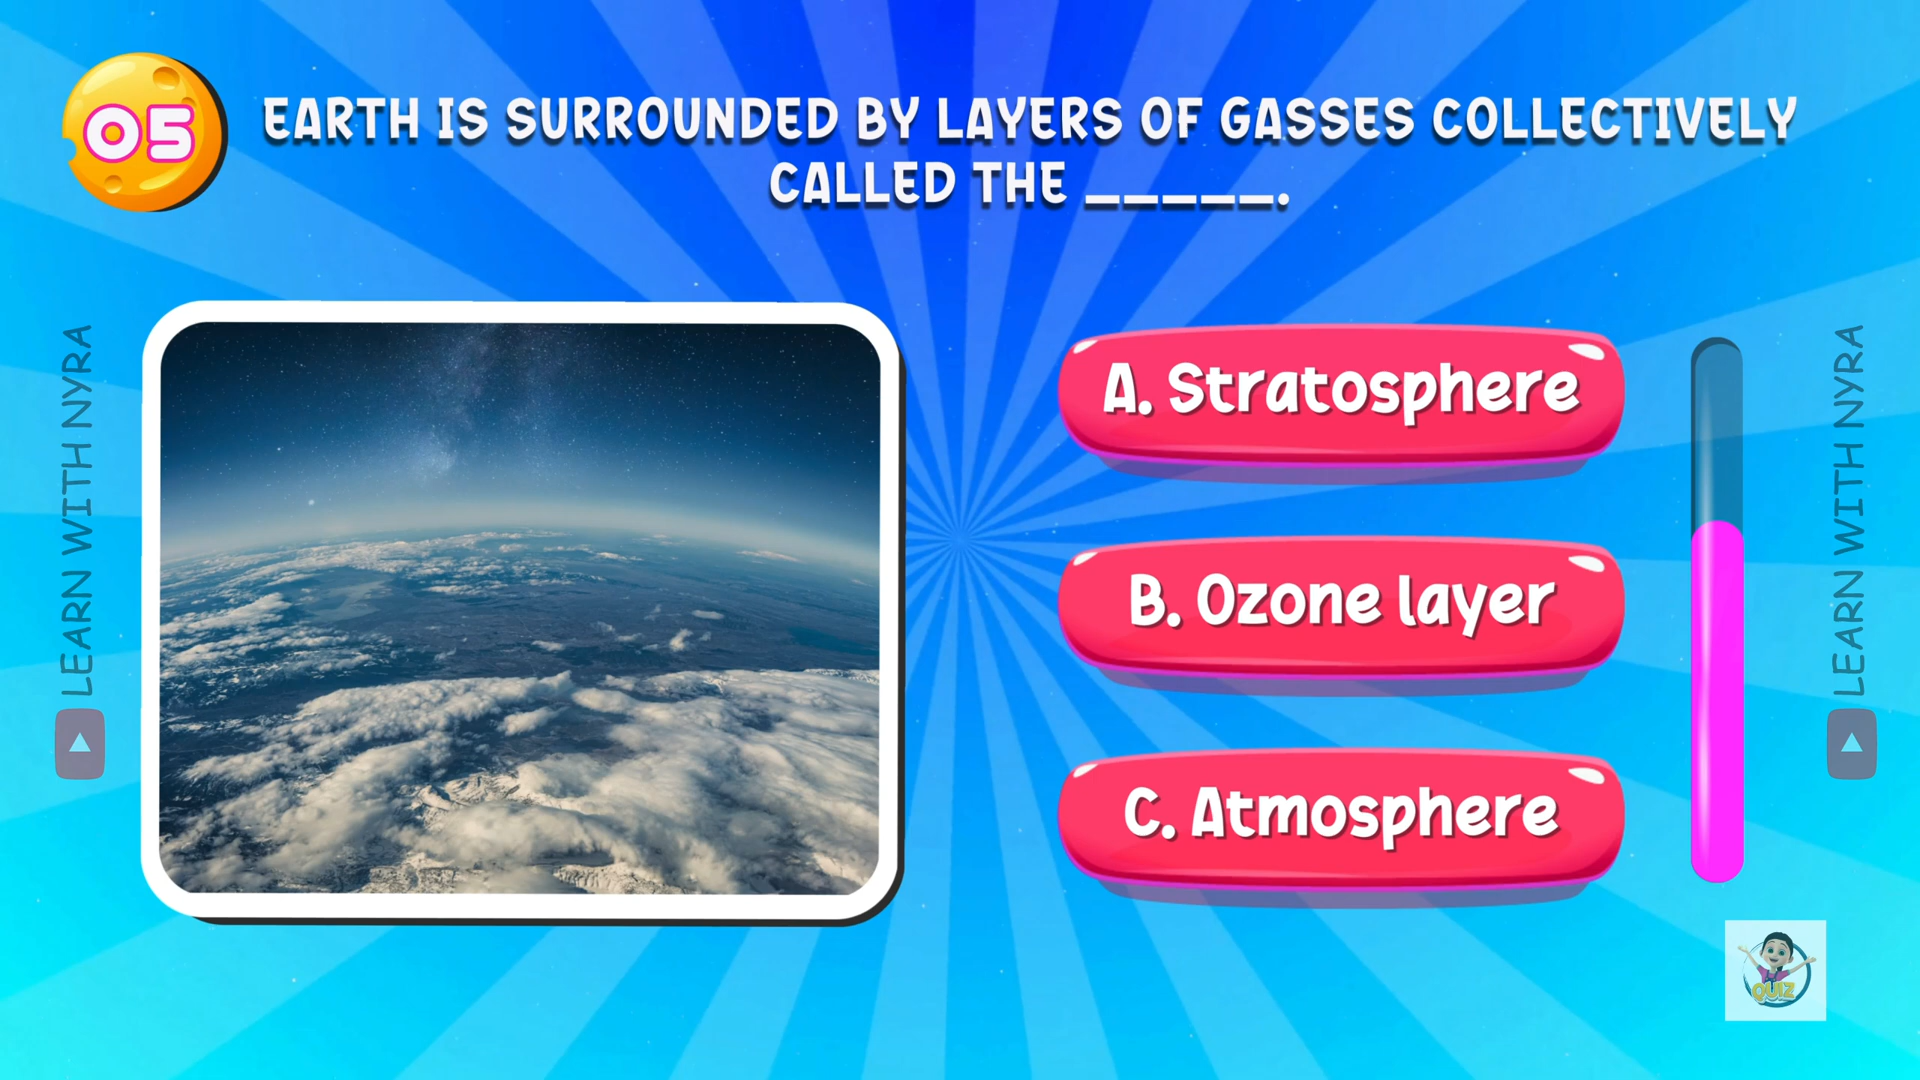 05
EARTH IS SURROUNDED BY LAYERS OF GASSES COLLECTIVELY
CALLED THE _____.
A. Stratosphere
B. Ozone layer
C. Atmosphere
LEARN WITH NYRA
LEARN WITH NYRA
QUIZ